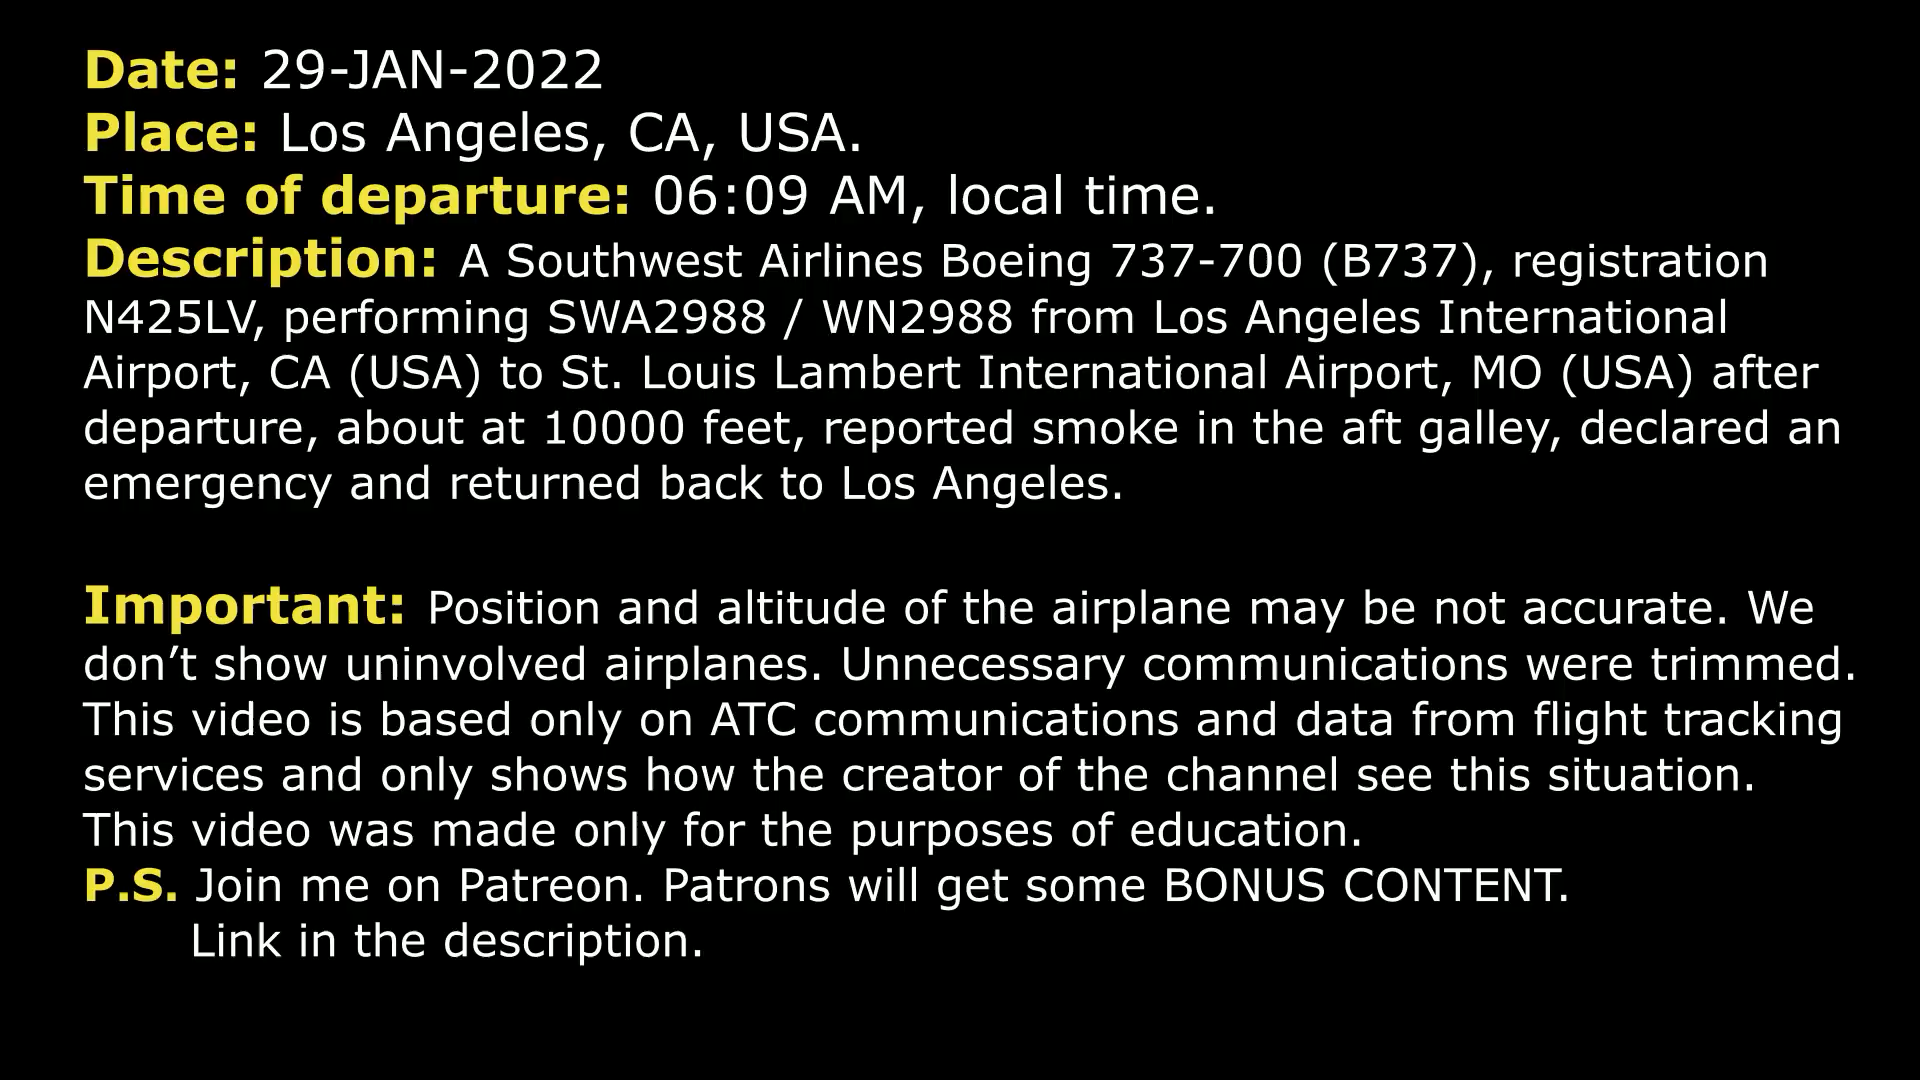 Date: 29-JAN-2022
Place: Los Angeles, CA, USA.
Time of departure: 06:09 AM, local time.
Description: A Southwest Airlines Boeing 737-700 (B737), registration
N425LV, performing SWA2988 / WN2988 from Los Angeles International
Airport, CA (USA) to St. Louis Lambert International Airport, MO (USA) after
departure, about at 10000 feet, reported smoke in the aft galley, declared an
emergency and returned back to Los Angeles.
Important: Position and altitude of the airplane may be not accurate. We
don’t show uninvolved airplanes. Unnecessary communications were trimmed.
This video is based only on ATC communications and data from flight tracking
services and only shows how the creator of the channel see this situation.
This video was made only for the purposes of education.
P.S. Join me on Patreon. Patrons will get some BONUS CONTENT.
Link in the description.